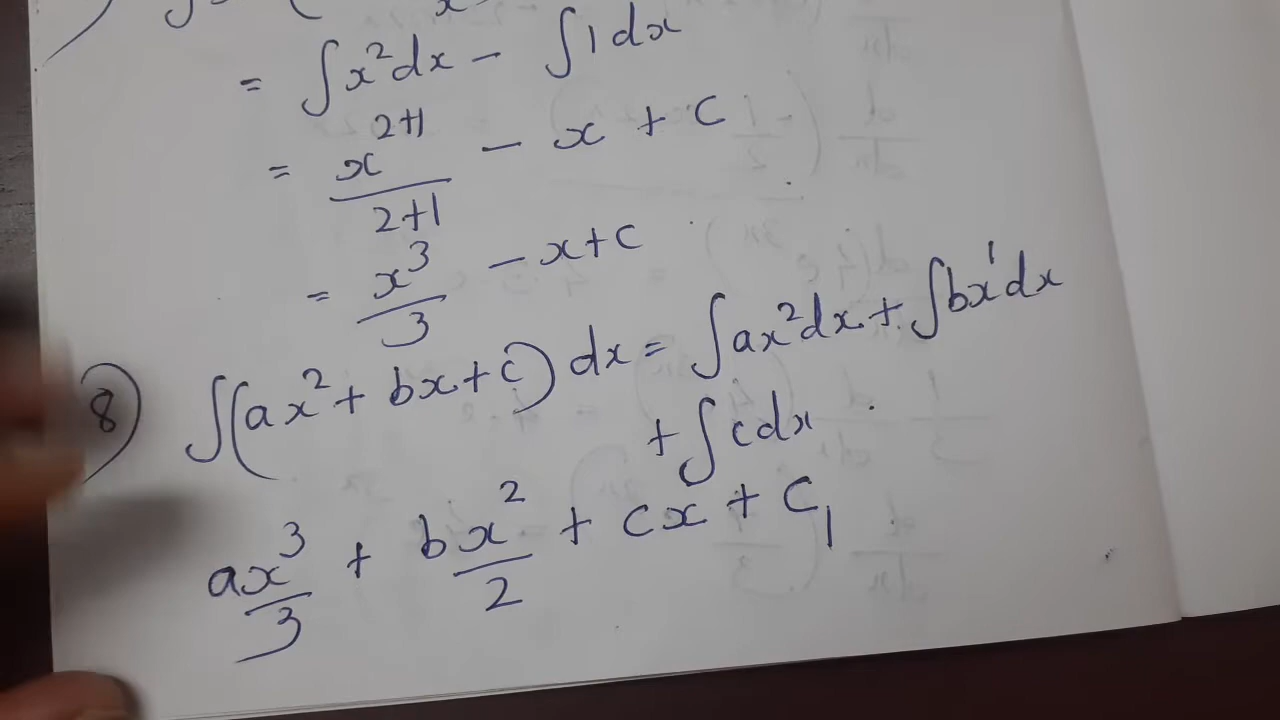 = ∫x²dx - ∫1dx
= x^(2+1)/(2+1) - x + c
= x³/3 - x+c
8) ∫(ax²+bx+c)dx = ∫ax²dx + ∫bx¹dx
+ ∫cdx
ax³/3 + bx²/2 + cx + C₁